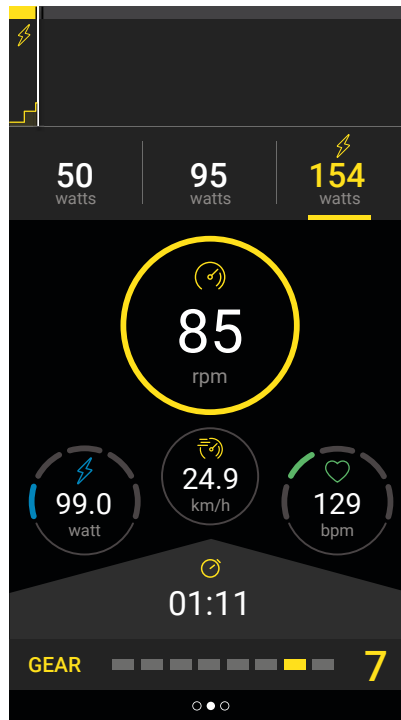 50 95 154
watts watts watts
85
rpm
24.9
km/h
99.0
watt
129
bpm
01:11
GEAR 7